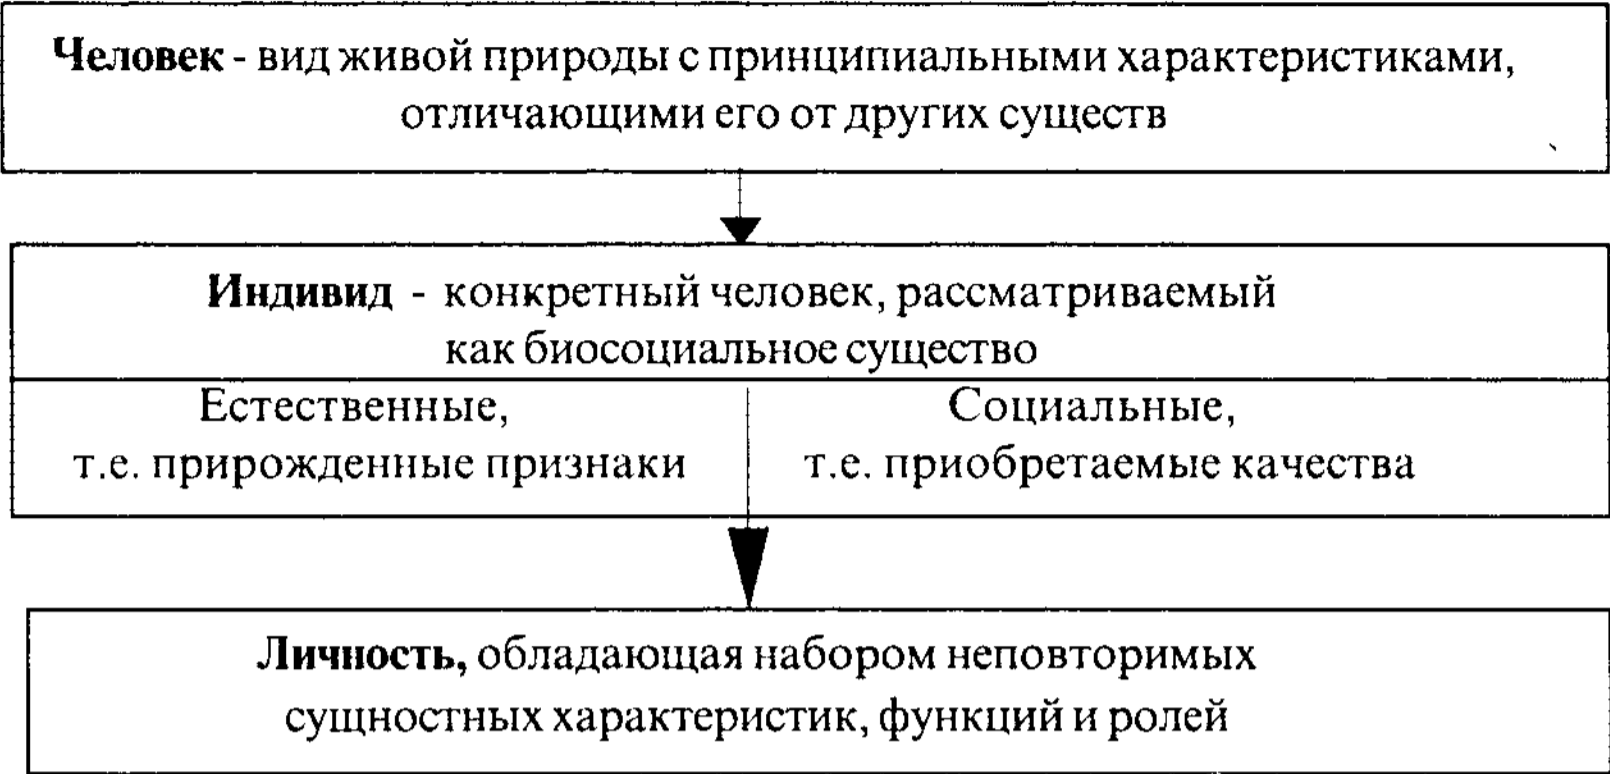 Человек - вид живой природы с принципиальными характеристиками,
отличающими его от других существ
Индивид - конкретный человек, рассматриваемый
как биосоциальное существо
Естественные,
т.е. прирожденные признаки
Социальные,
т.е. приобретаемые качества
Личность, обладающая набором неповторимых
сущностных характеристик, функций и ролей